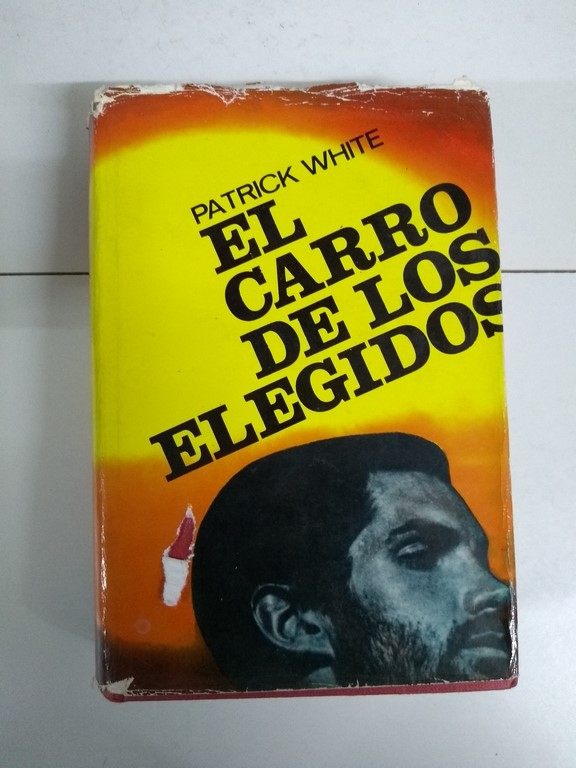 PATRICK WHITE
EL
CARRO
DE LOS
ELEGIDOS